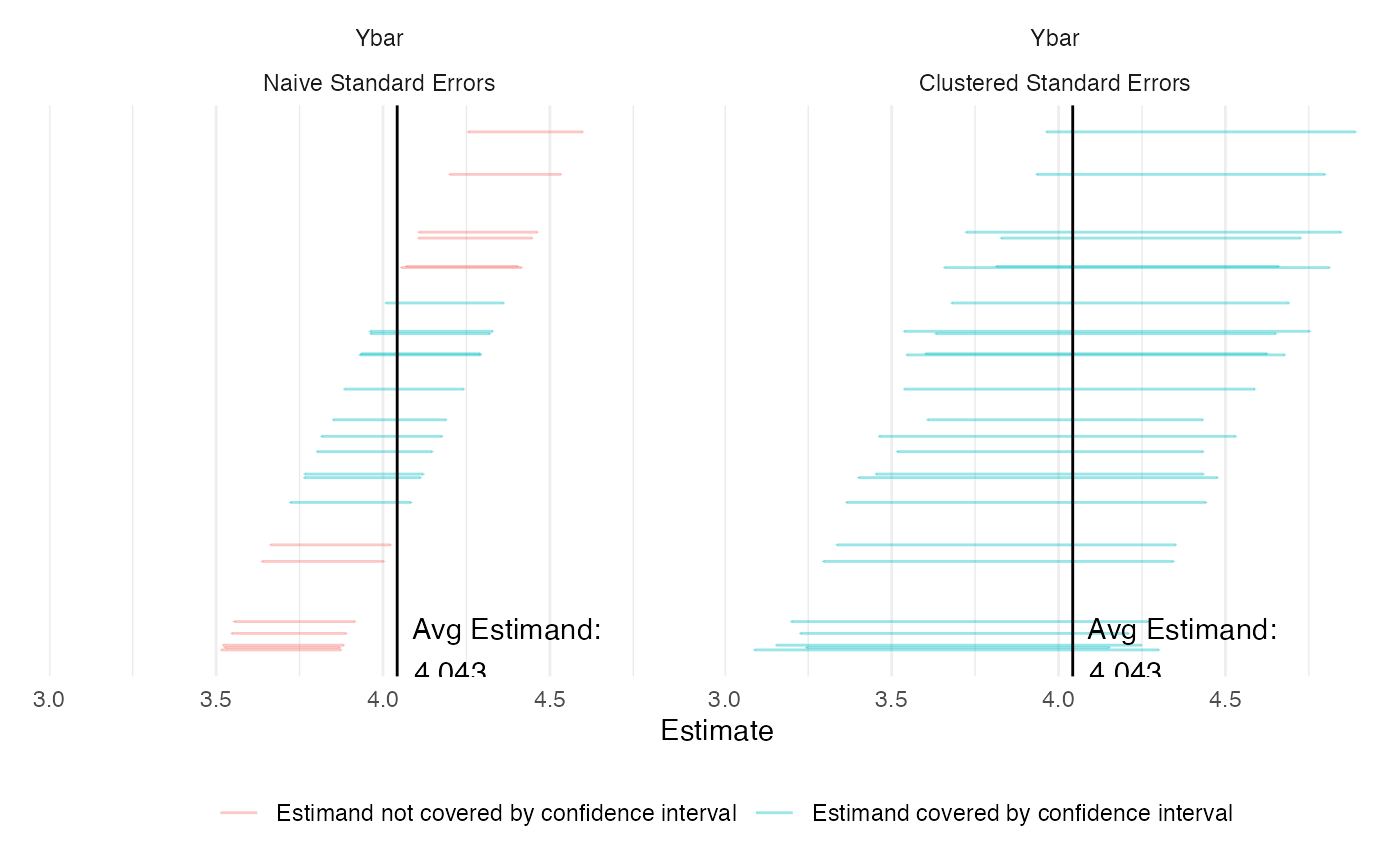 Ybar Ybar
Naive Standard Errors Clustered Standard Errors
Avg Estimand: Avg Estimand:
4.043 4.043
3.0 3.5 4.0 4.5 3.0 3.5 4.0 4.5
Estimate
Estimand not covered by confidence interval Estimand covered by confidence interval